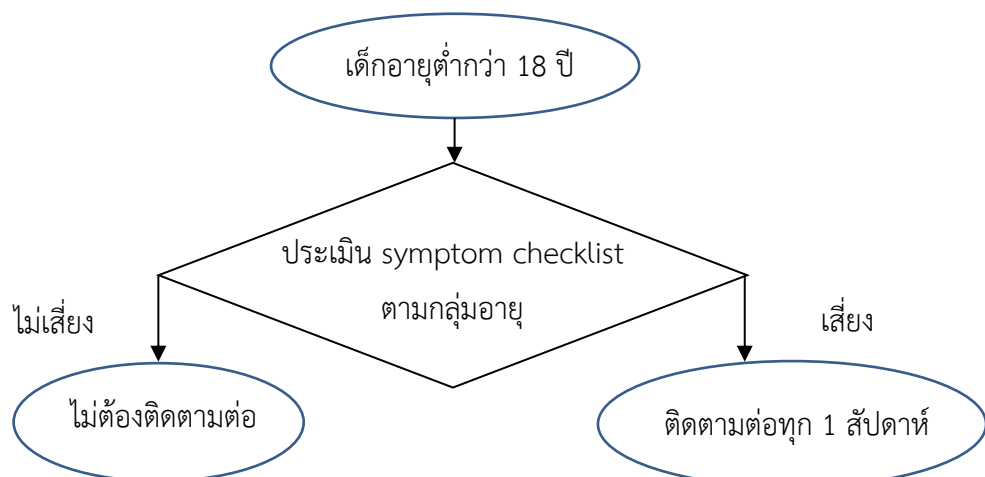 เด็กอายุต่ำกว่า 18 ปี
ประเมิน symptom checklist
ตามกลุ่มอายุ
ไม่เสี่ยง
เสี่ยง
ไม่ต้องติดตามต่อ
ติดตามต่อทุก 1 สัปดาห์